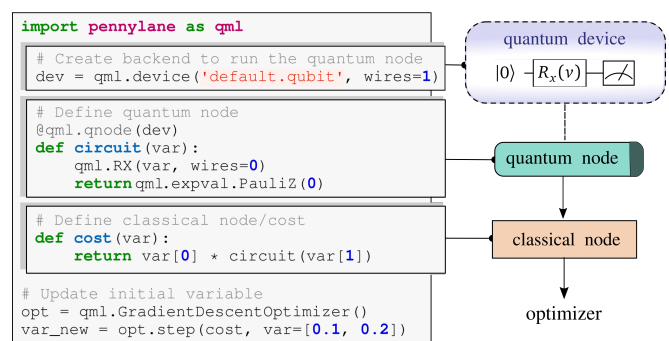 import pennylane as qml
# Create backend to run the quantum node
dev = qml.device('default.qubit', wires=1)
# Define quantum node
@qml.qnode(dev)
def circuit(var):
    qml.RX(var, wires=0)
    return qml.expval.PauliZ(0)
# Define classical node/cost
def cost(var):
    return var[0] * circuit(var[1])
# Update initial variable
opt = qml.GradientDescentOptimizer()
var_new = opt.step(cost, var=[0.1, 0.2])
quantum device
|0⟩ Rx(v)
quantum node
classical node
optimizer